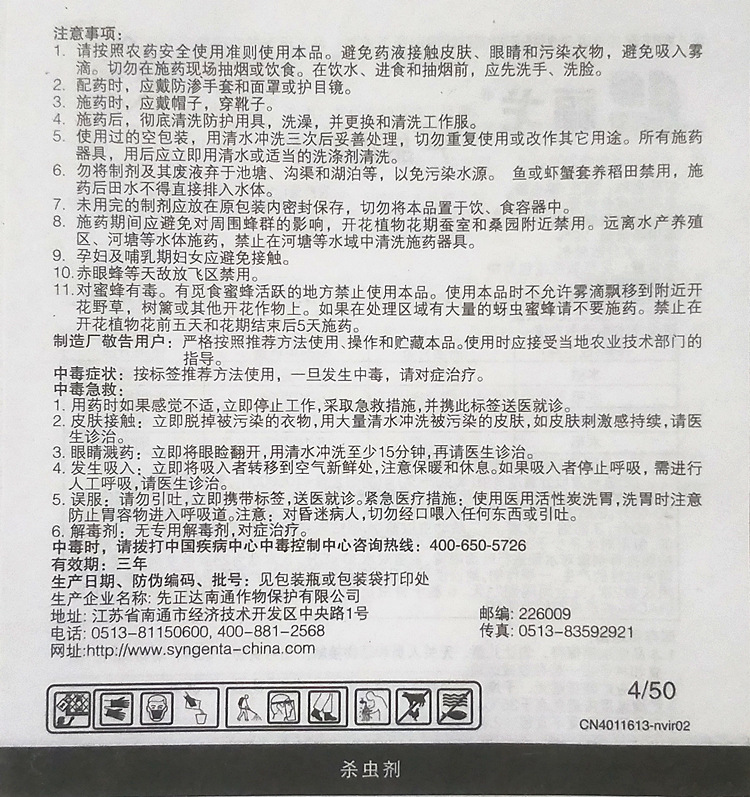 注意事项：
1. 请按照农药安全使用准则使用本品。避免药液接触皮肤、眼睛和污染衣物，避免吸入雾
滴。切勿在施药现场抽烟或饮食。在饮水、进食和抽烟前，应先洗手、洗脸。
2. 配药时，应戴防渗手套和面罩或护目镜。
3. 施药时，应戴帽子，穿靴子。
4. 施药后，彻底清洗防护用具，洗澡，并更换和清洗工作服。
5. 使用过的空包装，用清水冲洗三次后妥善处理，切勿重复使用或改作其它用途。所有施药
器具，用后应立即用清水或适当的洗涤剂清洗。
6. 勿将制剂及其废液弃于池塘、沟渠和湖泊等，以免污染水源。 鱼或虾蟹套养稻田禁用，施
药后田水不得直接排入水体。
7. 未用完的制剂应放在原包装内密封保存，切勿将本品置于饮、食容器中。
8. 施药期间应避免对周围蜂群的影响，开花植物花期蚕室和桑园附近禁用。远离水产养殖
区、河塘等水体施药，禁止在河塘等水域中清洗施药器具。
9. 孕妇及哺乳期妇女应避免接触。
10.赤眼蜂等天敌放飞区禁用。
11.对蜜蜂有毒。有觅食蜜蜂活跃的地方禁止使用本品。使用本品时不允许雾滴飘移到附近开
花野草，树篱或其他开花作物上。如果在处理区域有大量的蚜虫蜜蜂请不要施药。禁止在
开花植物花前五天和花期结束后5天施药。
制造厂敬告用户：严格按照推荐方法使用、操作和贮藏本品。使用时应接受当地农业技术部门的
指导。
中毒症状：按标签推荐方法使用，一旦发生中毒，请对症治疗。
中毒急救：
1. 用药时如果感觉不适，立即停止工作，采取急救措施，并携此标签送医就诊。
2. 皮肤接触：立即脱掉被污染的衣物，用大量清水冲洗被污染的皮肤，如皮肤刺激感持续，请医
生诊治。
3. 眼睛溅药：立即将眼睑翻开，用清水冲洗至少15分钟，再请医生诊治。
4. 发生吸入：立即将吸入者转移到空气新鲜处，注意保暖和休息。如果吸入者停止呼吸，需进行
人工呼吸，请医生诊治。
5. 误服：请勿引吐，立即携带标签，送医就诊。紧急医疗措施：使用医用活性炭洗胃，洗胃时注意
防止胃容物进入呼吸道。注意：对昏迷病人，切勿经口喂入任何东西或引吐。
6. 解毒剂：无专用解毒剂，对症治疗。
中毒时，请拨打中国疾病中心中毒控制中心咨询热线：400-650-5726
有效期：三年
生产日期、防伪编码、批号：见包装瓶或包装袋打印处
生产企业名称: 先正达南通作物保护有限公司
地址: 江苏省南通市经济技术开发区中央路1号 邮编: 226009
电话: 0513-81150600, 400-881-2568 传真: 0513-83592921
网址:http://www.syngenta-china.com
4/50
CN4011613-nvir02
杀虫剂